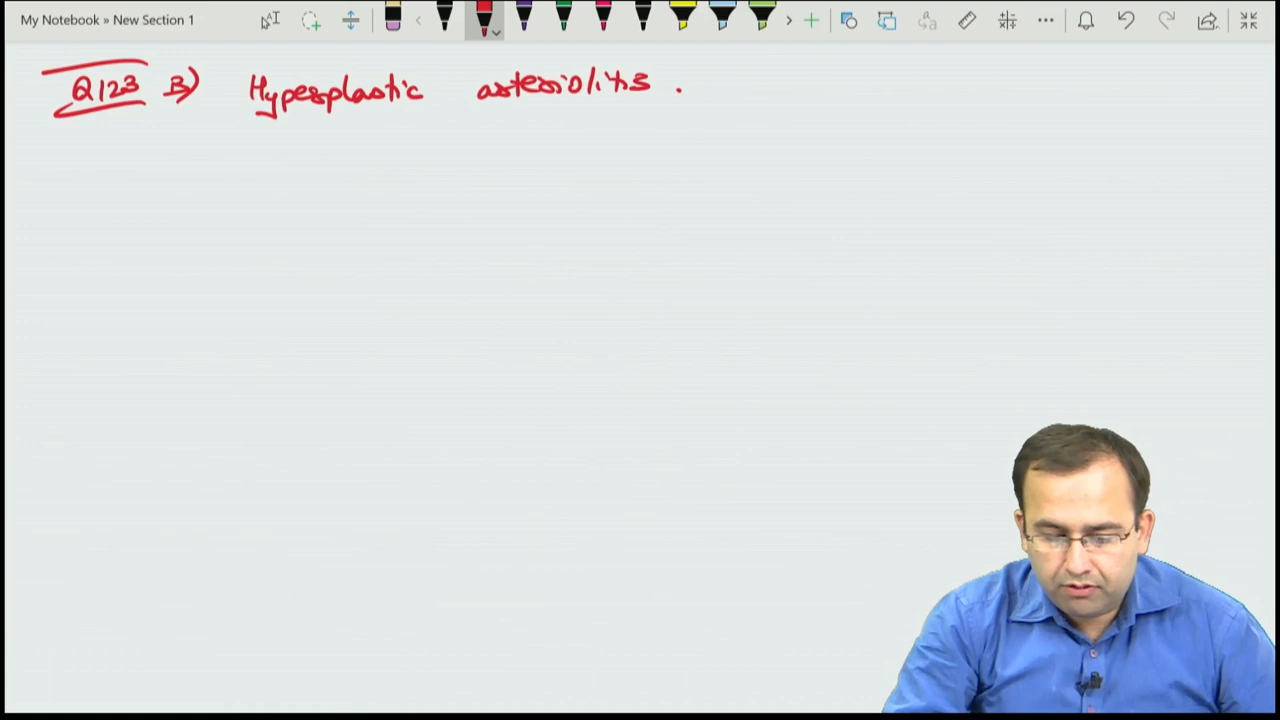 My Notebook » New Section 1
Q123 B) Hyperplastic arteriolitis.